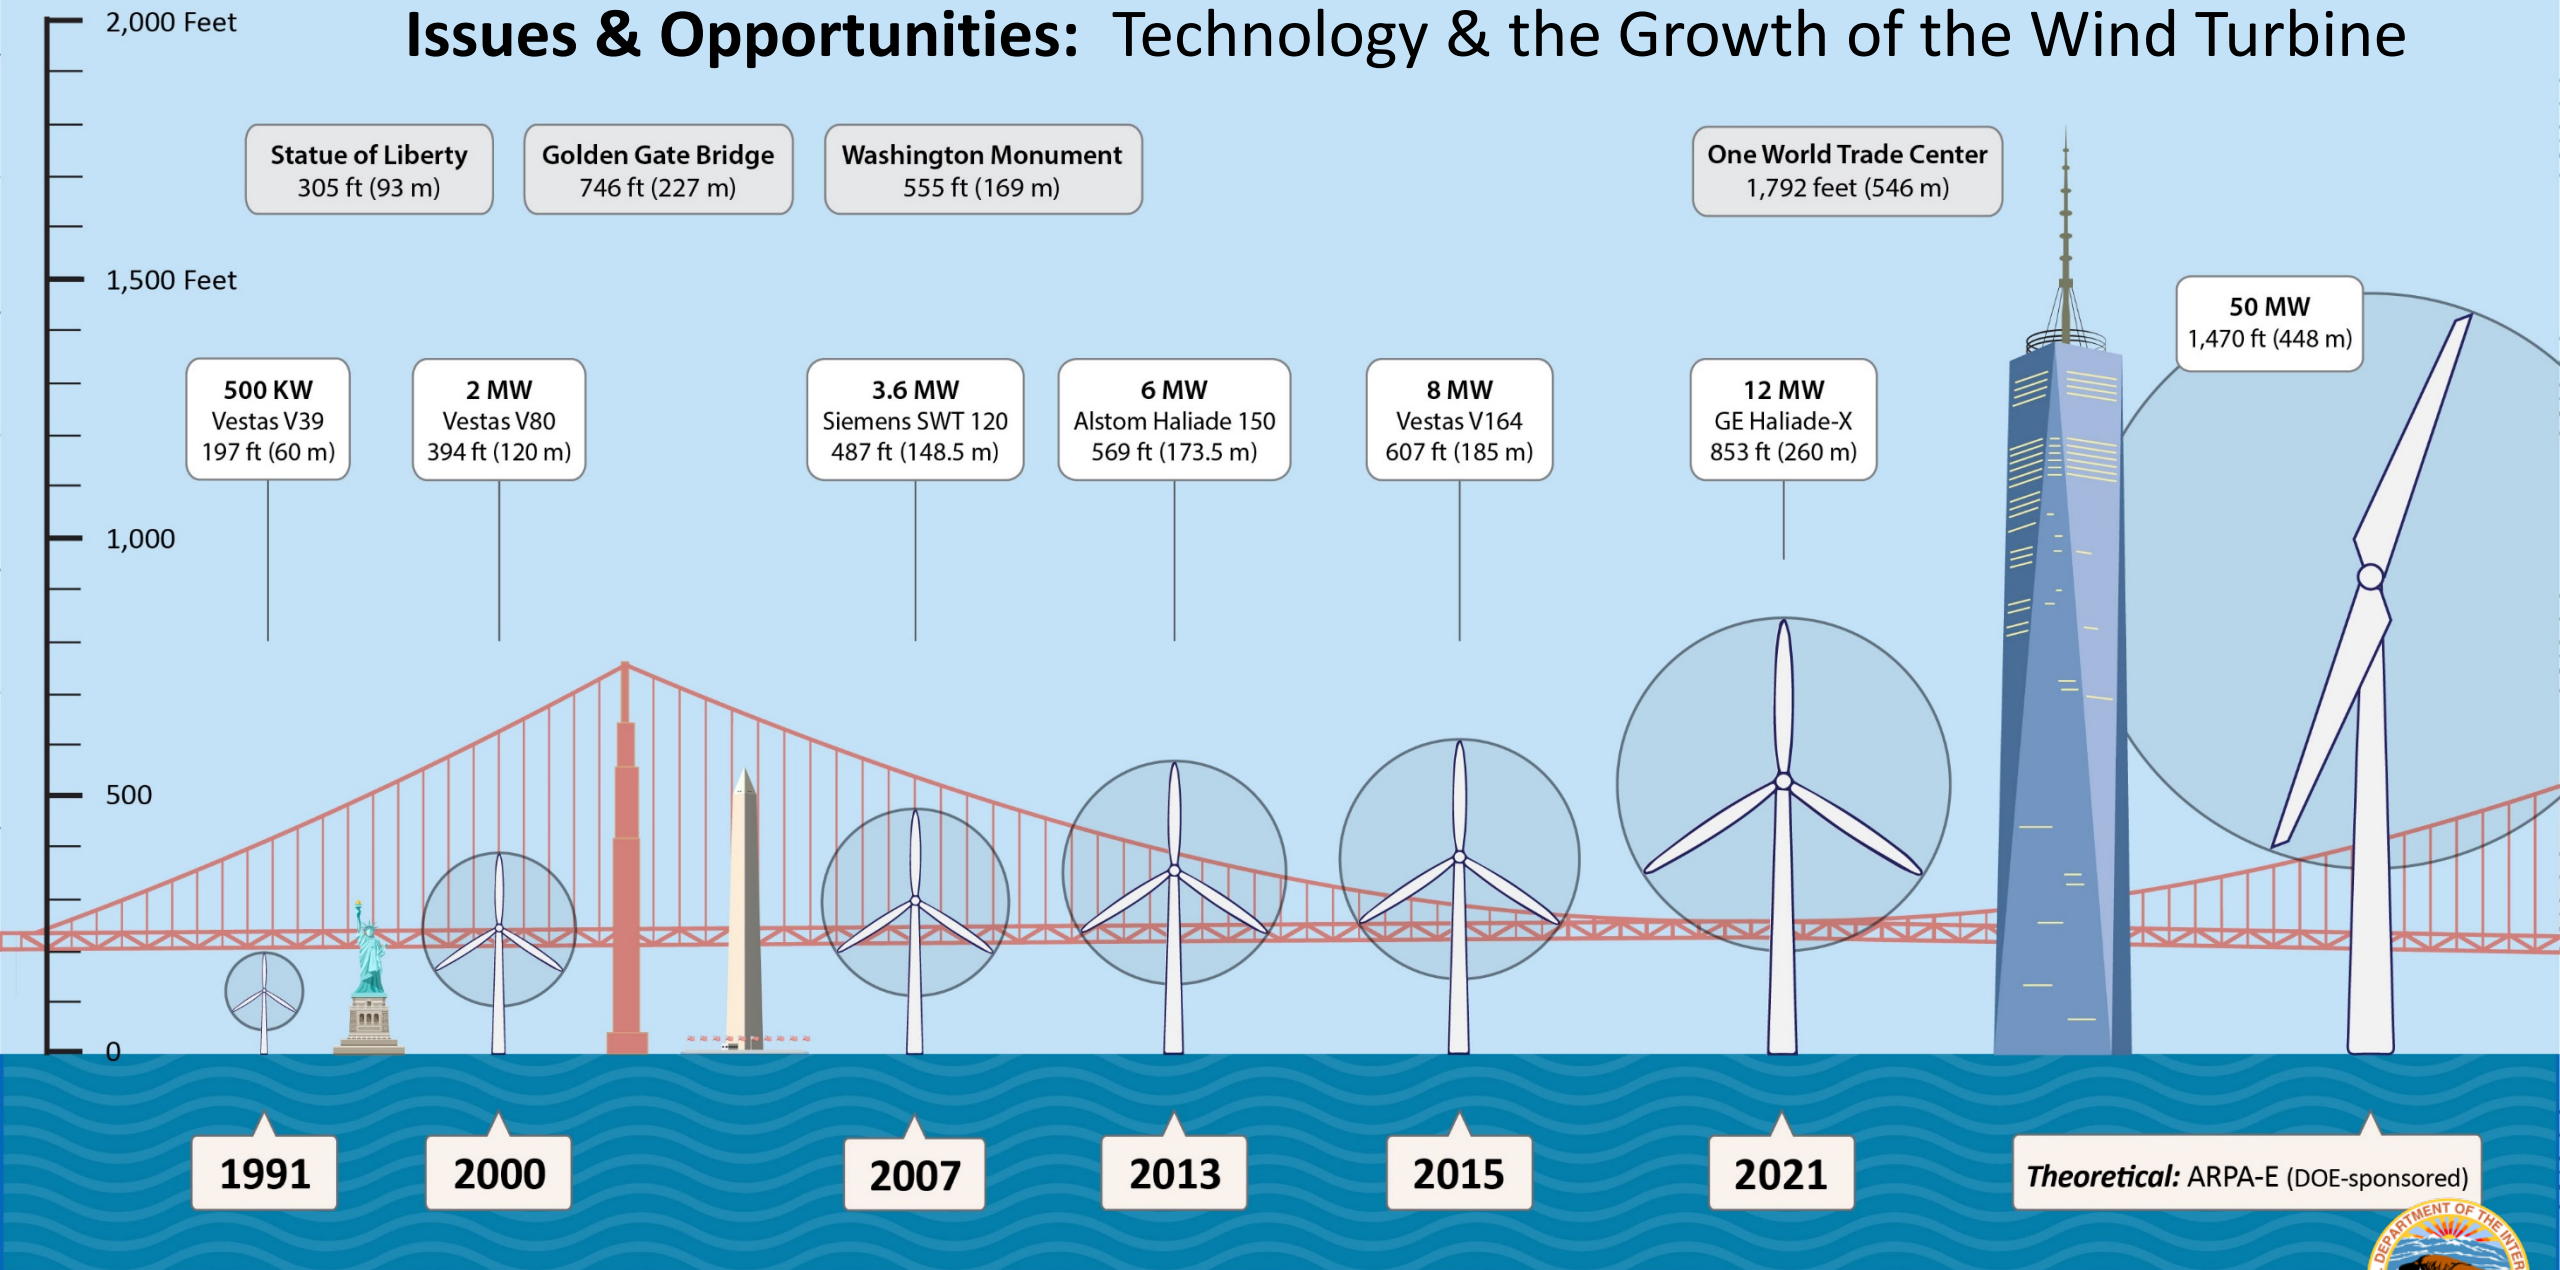 Issues & Opportunities: Technology & the Growth of the Wind Turbine
2,000 Feet
1,500 Feet
1,000
500
0
Statue of Liberty
305 ft (93 m)
Golden Gate Bridge
746 ft (227 m)
Washington Monument
555 ft (169 m)
One World Trade Center
1,792 feet (546 m)
50 MW
1,470 ft (448 m)
500 KW
Vestas V39
197 ft (60 m)
2 MW
Vestas V80
394 ft (120 m)
3.6 MW
Siemens SWT 120
487 ft (148.5 m)
6 MW
Alstom Haliade 150
569 ft (173.5 m)
8 MW
Vestas V164
607 ft (185 m)
12 MW
GE Haliade-X
853 ft (260 m)
1991
2000
2007
2013
2015
2021
Theoretical: ARPA-E (DOE-sponsored)
DEPARTMENT OF THE INTER